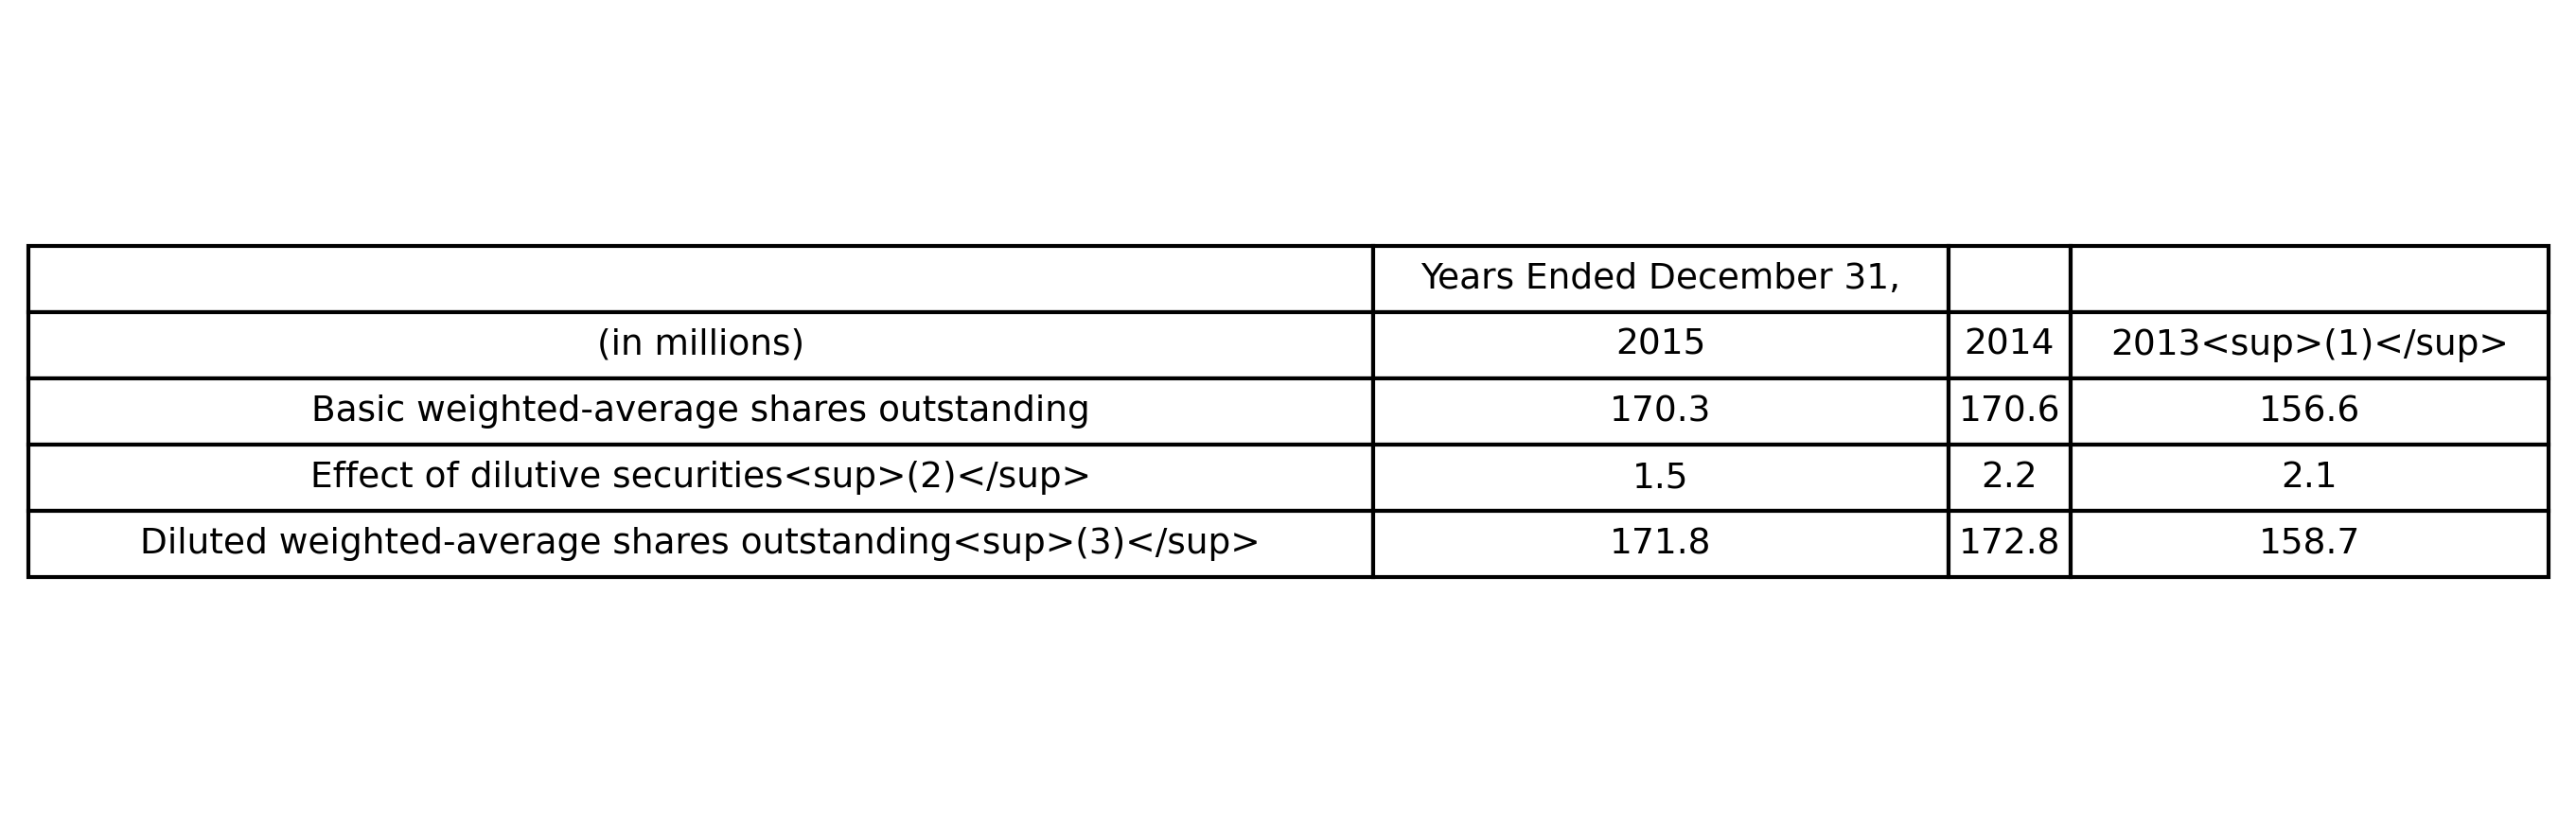 Years Ended December 31,
(in millions) 2015 2014 2013<sup>(1)</sup>
Basic weighted-average shares outstanding 170.3 170.6 156.6
Effect of dilutive securities<sup>(2)</sup> 1.5 2.2 2.1
Diluted weighted-average shares outstanding<sup>(3)</sup> 171.8 172.8 158.7